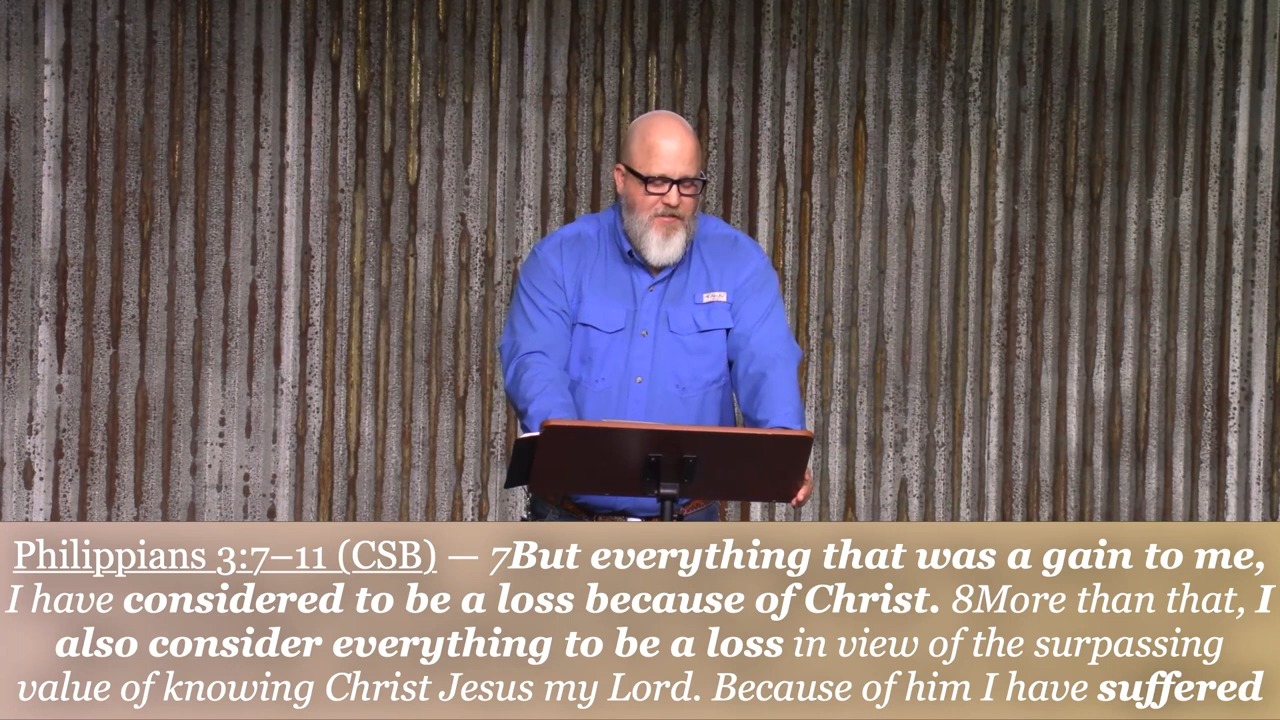 Philippians 3:7–11 (CSB) — 7But everything that was a gain to me,
I have considered to be a loss because of Christ. 8More than that, I
also consider everything to be a loss in view of the surpassing
value of knowing Christ Jesus my Lord. Because of him I have suffered